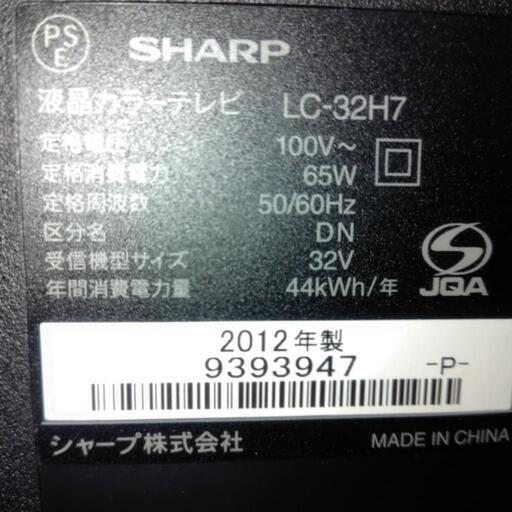 PSE
SHARP
液晶カラーテレビ LC-32H7
定格電圧 100V～
定格消費電力 65W
定格周波数 50/60Hz
区分名 DN
受信機型サイズ 32V
年間消費電力量 44kWh/年
JQA
2012年製
9393947 -P-
シャープ株式会社 MADE IN CHINA